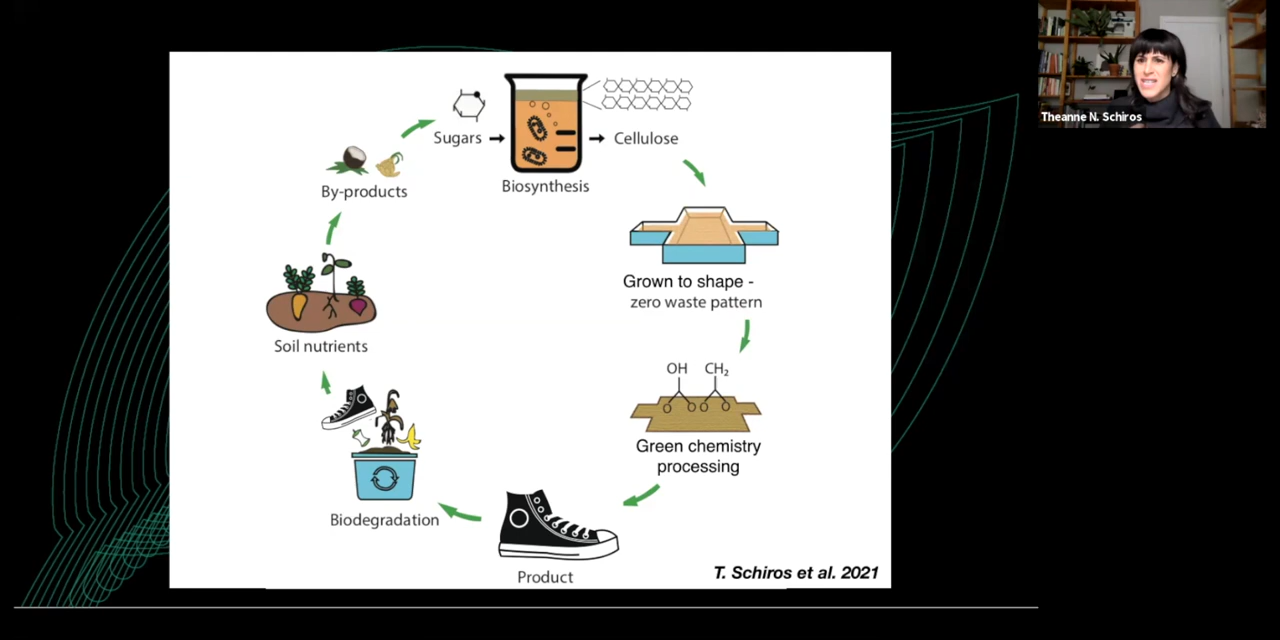 Theanne N. Schiros
Sugars
Cellulose
Biosynthesis
By-products
Grown to shape -
zero waste pattern
Soil nutrients
OH CH₂
Green chemistry
processing
Biodegradation
Product
T. Schiros et al. 2021